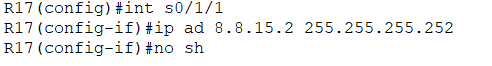 R17(config)#int s0/1/1
R17(config-if)#ip ad 8.8.15.2 255.255.255.252
R17(config-if)#no sh